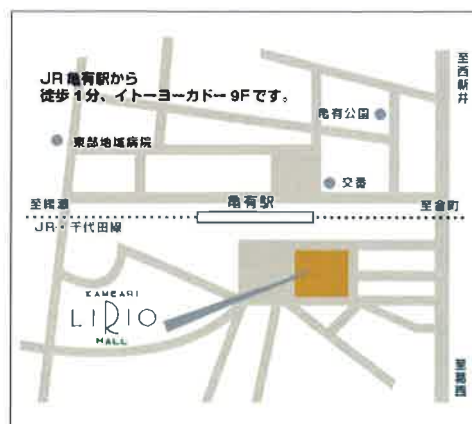 JR 亀有駅から
徒歩1分、イトーヨーカドー9Fです。
至西新井
亀有公園
東部地域病院
交番
至綾瀬
亀有駅
至金町
JR・千代田線
KAMEARI
LIRIO
HALL
至葛西